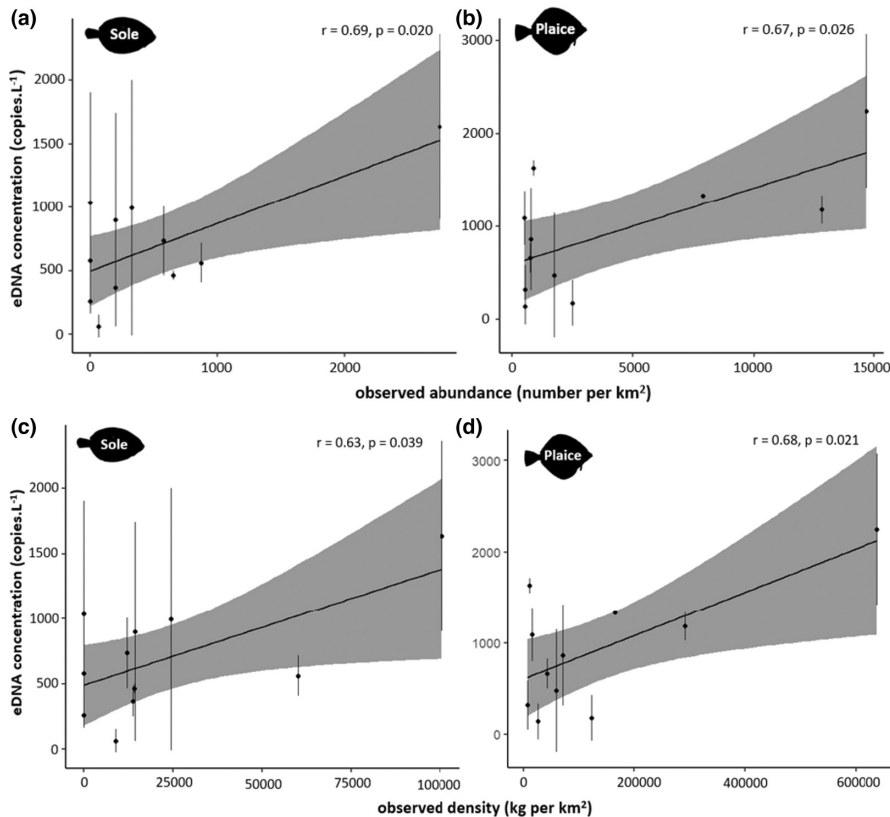 (a)
Sole
r = 0.69, p = 0.020
eDNA concentration (copies.L⁻¹)
2000
1500
1000
500
0
0
1000
2000
(b)
Plaice
r = 0.67, p = 0.026
3000
2000
1000
0
0
5000
10000
15000
observed abundance (number per km²)
(c)
Sole
r = 0.63, p = 0.039
eDNA concentration (copies.L⁻¹)
2000
1500
1000
500
0
0
25000
50000
75000
100000
(d)
Plaice
r = 0.68, p = 0.021
3000
2000
1000
0
0
200000
400000
600000
observed density (kg per km²)